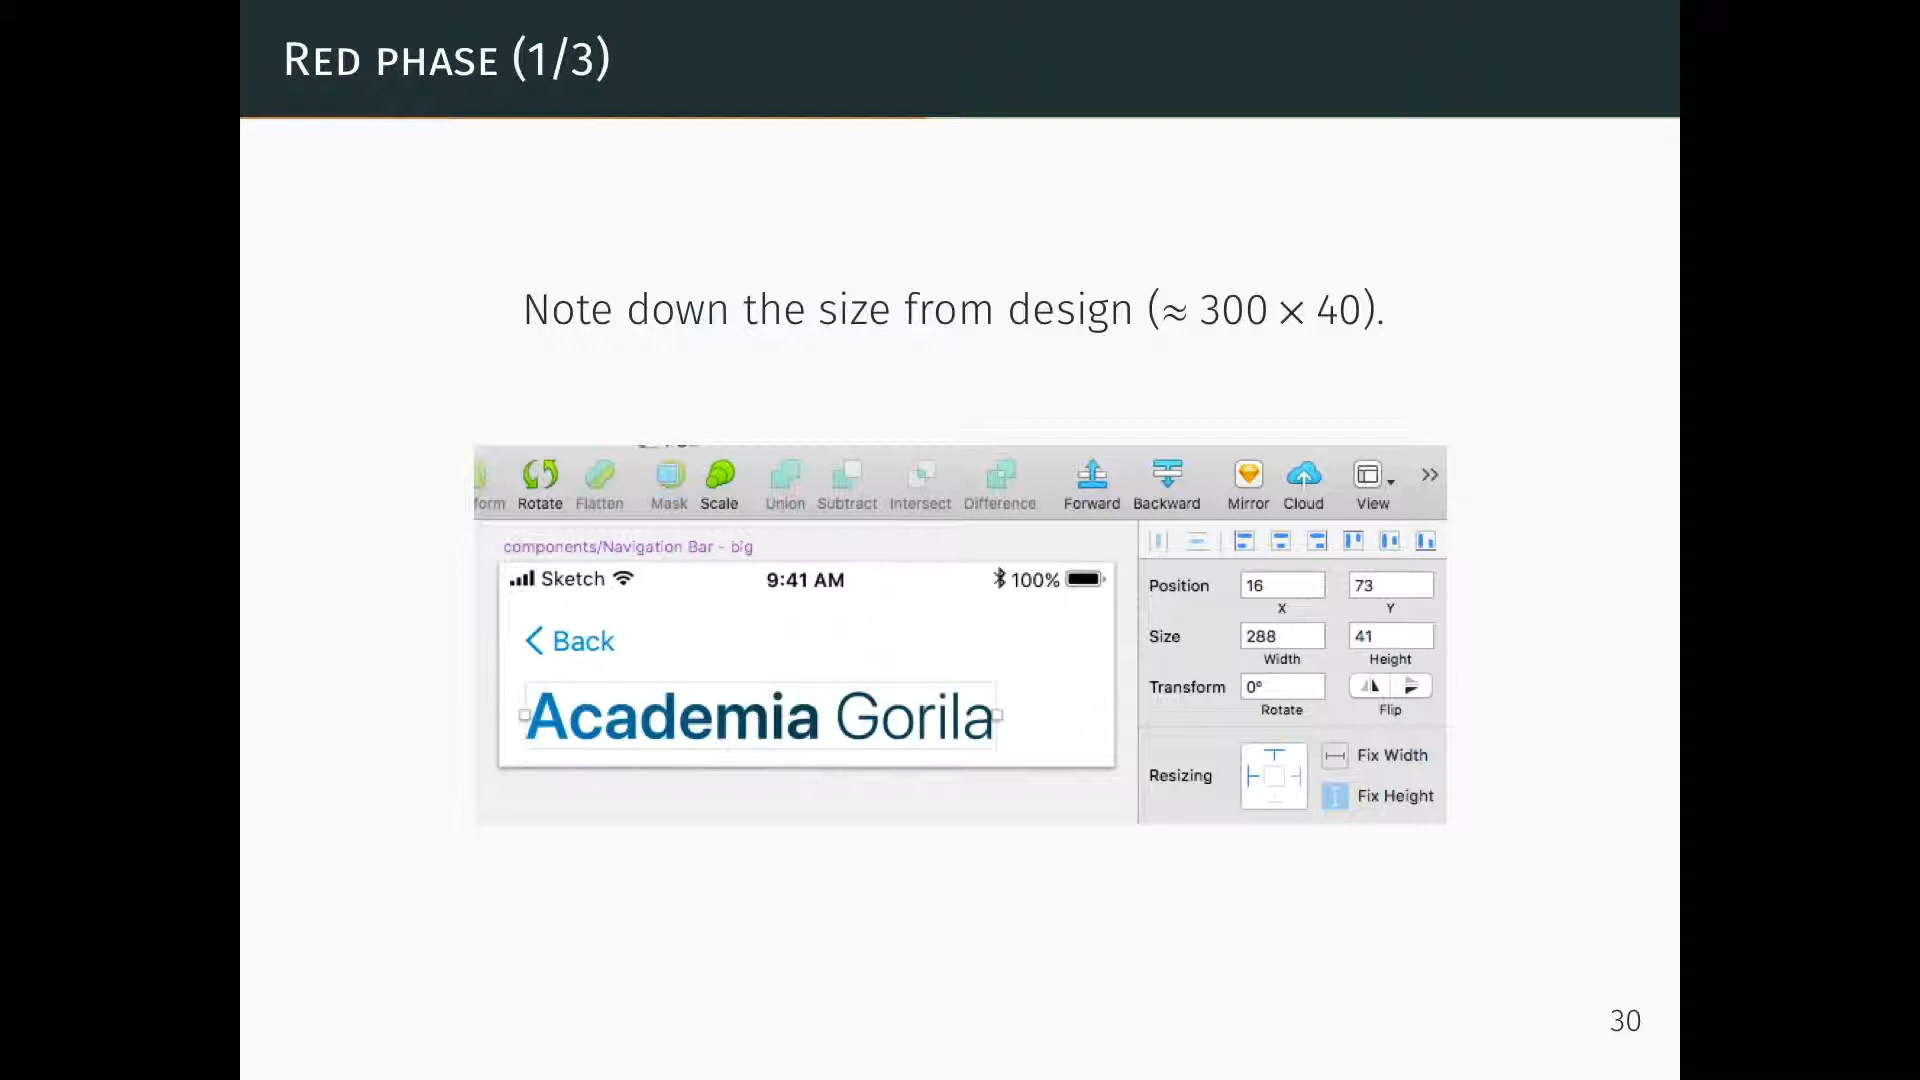 RED PHASE (1/3)
Note down the size from design (≈ 300 × 40).
form Rotate Flatten Mask Scale Union Subtract Intersect Difference Forward Backward Mirror Cloud View
components/Navigation Bar - big
Sketch 9:41 AM 100%
Back
Academia Gorila
Position 16 73
X Y
Size 288 41
Width Height
Transform 0°
Rotate Flip
Resizing Fix Width
Fix Height
30